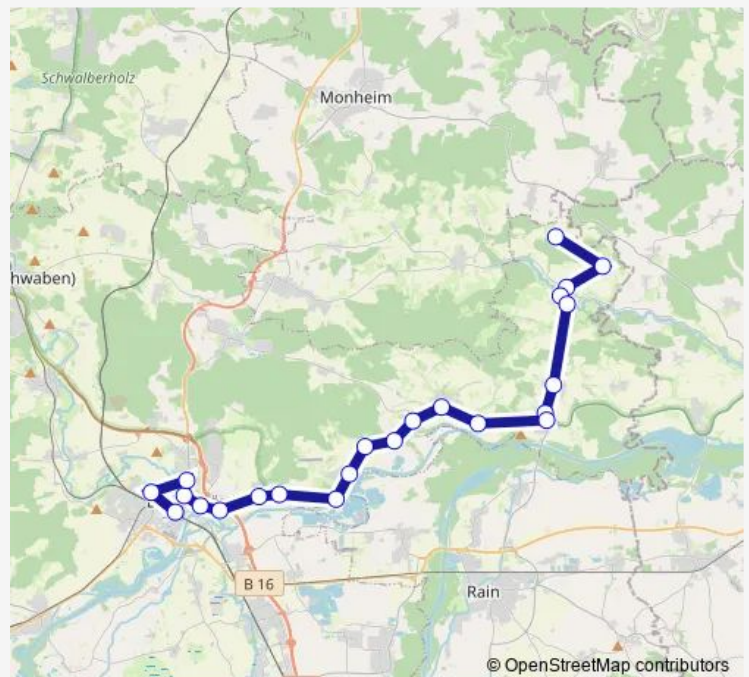 Schwalberholz
Monheim
hwaben)
B 16
Rain
© OpenStreetMap contributors